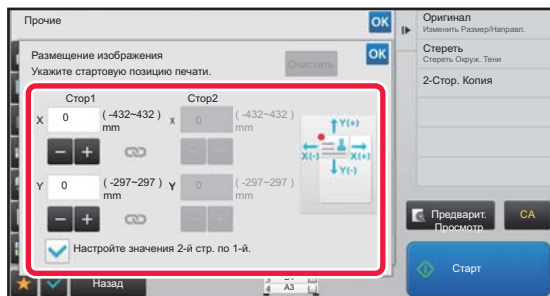 Прочие
OK
Размещение изображения
OK
Укажите стартовую позицию печати.
Очистить
Стор1
Стор2
X 0 (-432~432) mm
x 0 (-432~432) mm
Y 0 (-297~297) mm
Y 0 (-297~297) mm
Y(+)
X(-)
X(+)
Y(-)
Настройте значения 2-й стр. по 1-й.
Назад
4 A3
Оригинал
Изменить Размер/Направл.
Стереть
Стереть Окруж. Тени
2-Стор. Копия
Предварит.
Просмотр
CA
Старт